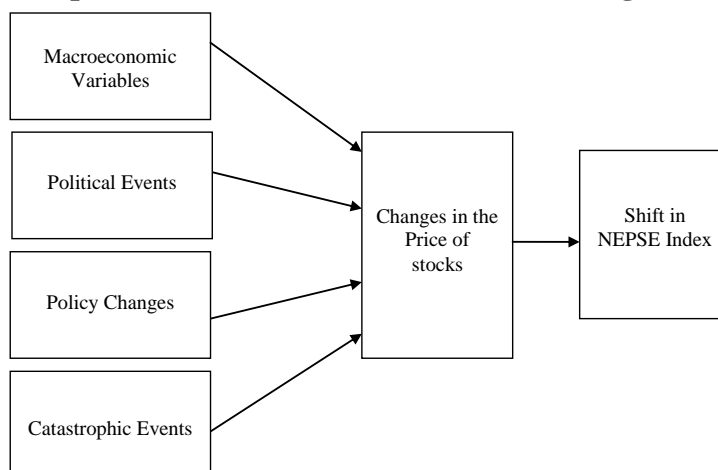 Macroeconomic
Variables
Political Events
Policy Changes
Catastrophic Events
Changes in the
Price of
stocks
Shift in
NEPSE Index